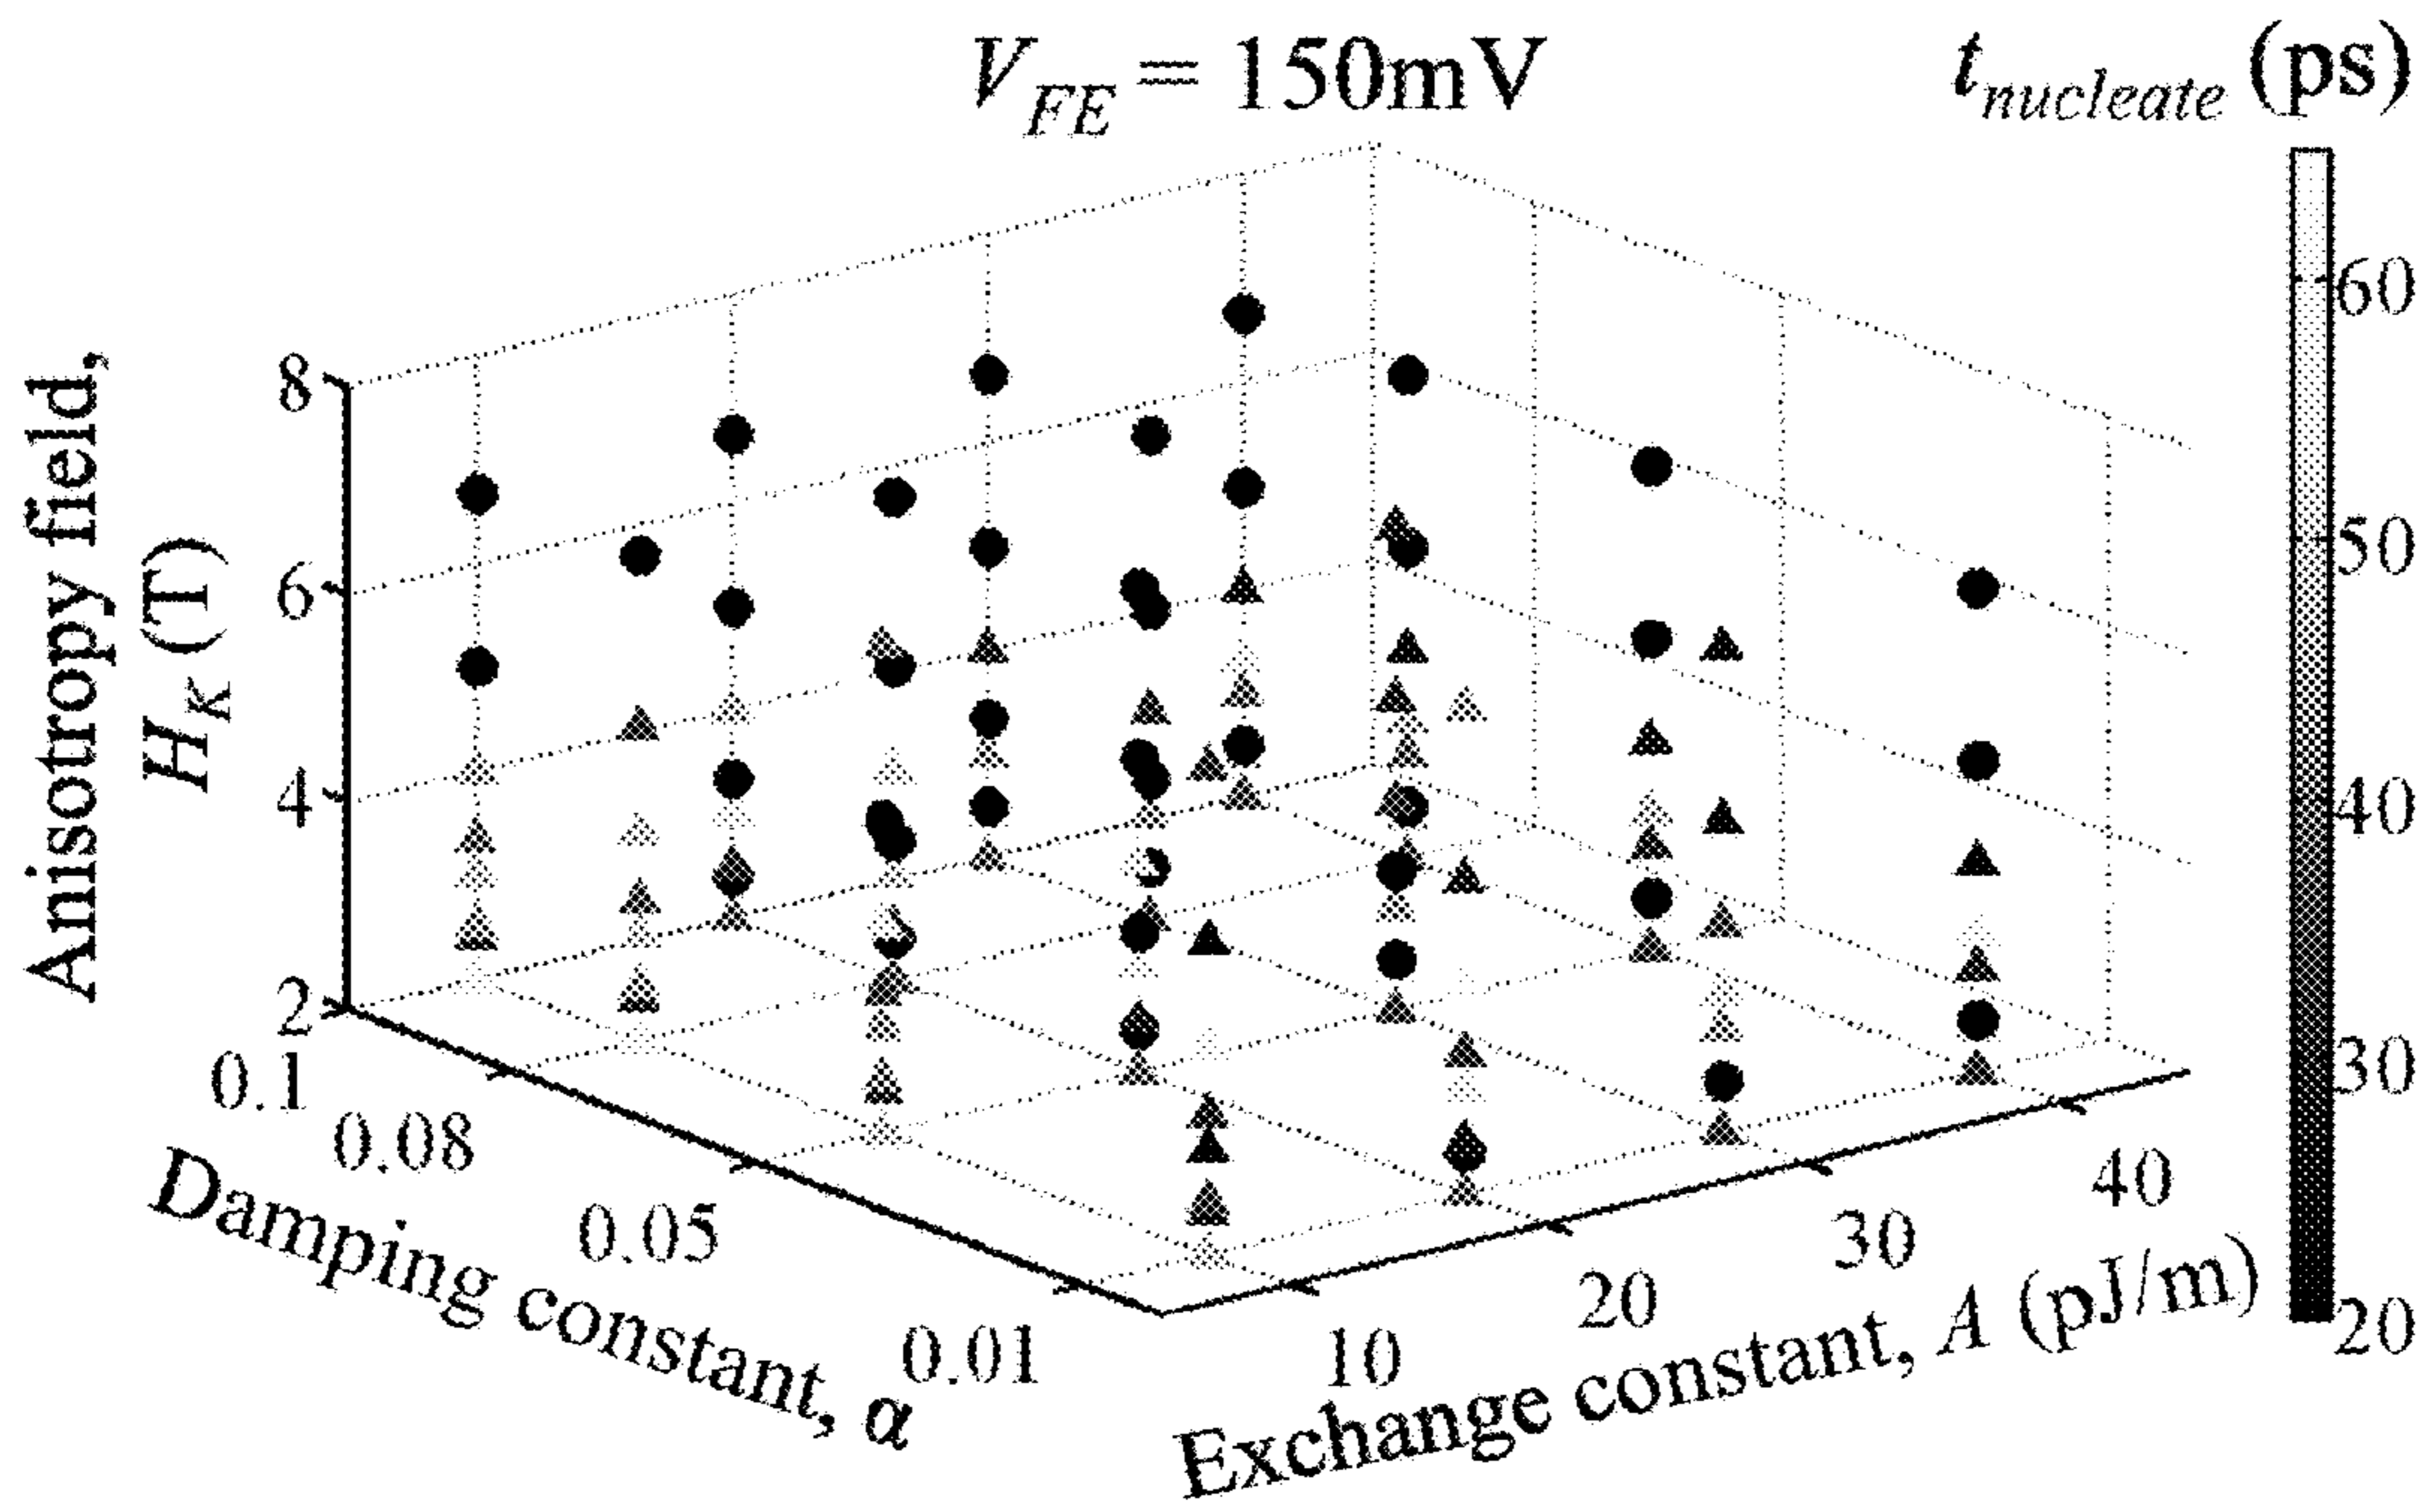 V_FE = 150mV
t_nucleate (ps)
60
50
40
30
20
Anisotropy field,
H_K (T)
8
6
4
2
0.1
0.08
0.05
0.01
Damping constant, α
10
20
30
40
Exchange constant, A (pJ/m)